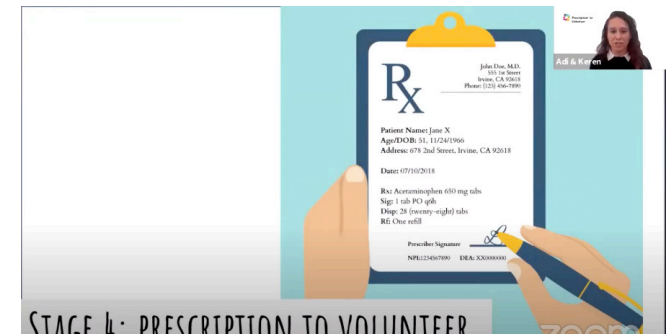 Prescription to
Volunteer
Adi & Keren
Rx
John Doe, M.D.
555 1st Street
Irvine, CA 92618
Phone: (123) 456-7890
Patient Name: Jane X
Age/DOB: 51, 11/24/1966
Address: 678 2nd Street, Irvine, CA 92618
Date: 07/10/2018
Rx: Acetaminophen 650 mg tabs
Sig: 1 tab PO q6h
Disp: 28 (twenty-eight) tabs
Rf: One refill
Prescriber Signature
NPI:1234567890 DEA: XX0000000
STAGE 4: PRESCRIPTION TO VOLUNTEER
zoom